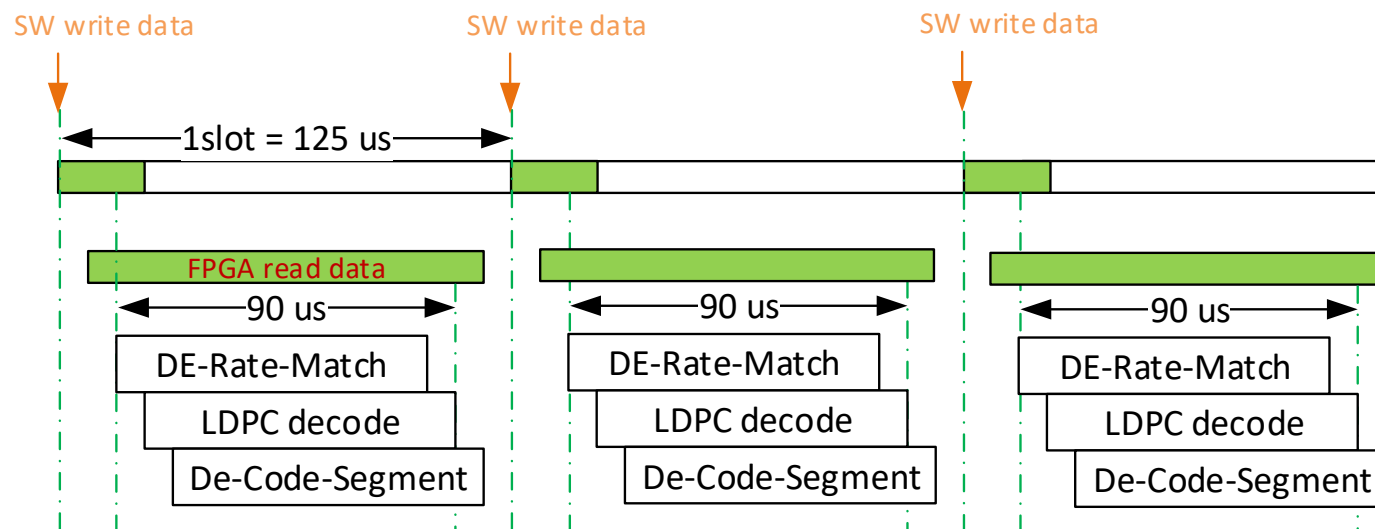 SW write data
SW write data
SW write data
1slot = 125 us
FPGA read data
90 us
90 us
90 us
DE-Rate-Match
DE-Rate-Match
DE-Rate-Match
LDPC decode
LDPC decode
LDPC decode
De-Code-Segment
De-Code-Segment
De-Code-Segment